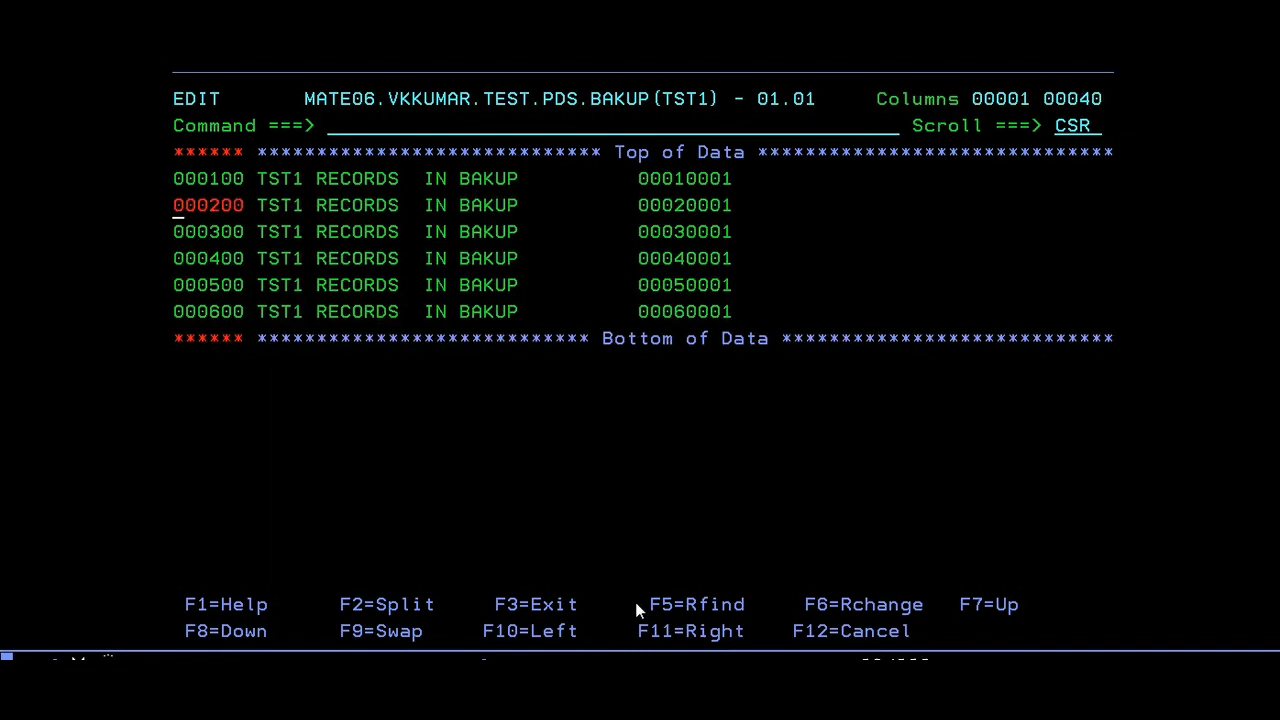 EDIT MATE06.VKKUMAR.TEST.PDS.BAKUP(TST1) - 01.01 Columns 00001 00040
Command ===> Scroll ===> CSR
****** ***************************** Top of Data ******************************
000100 TST1 RECORDS IN BAKUP 00010001
000200 TST1 RECORDS IN BAKUP 00020001
000300 TST1 RECORDS IN BAKUP 00030001
000400 TST1 RECORDS IN BAKUP 00040001
000500 TST1 RECORDS IN BAKUP 00050001
000600 TST1 RECORDS IN BAKUP 00060001
****** **************************** Bottom of Data ****************************
F1=Help F2=Split F3=Exit F5=Rfind F6=Rchange F7=Up
F8=Down F9=Swap F10=Left F11=Right F12=Cancel